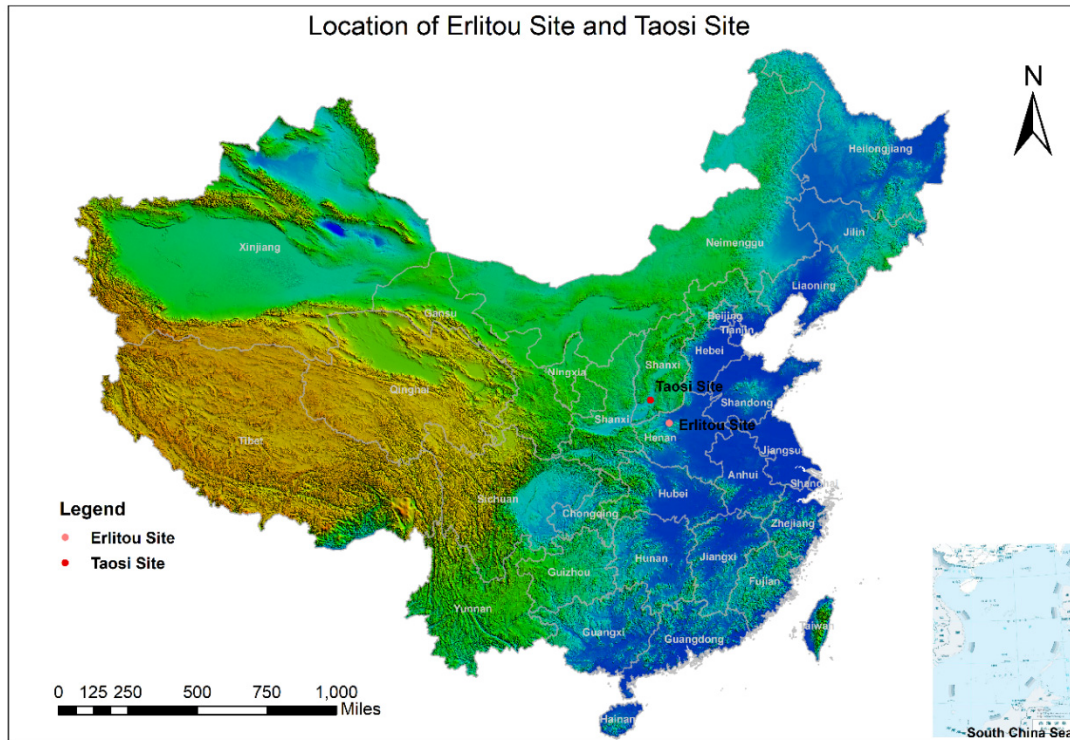 Location of Erlitou Site and Taosi Site
N
Heilongjiang
Jilin
Xinjiang
Neimenggu
Liaoning
Gansu
Beijing
Tianjin
Hebei
Ningxia
Shanxi
Qinghai
Taosi Site
Shandong
Shanxi
Erlitou Site
Henan
Tibet
Jiangsu
Anhui
Shanghai
Sichuan
Hubei
Chongqing
Zhejiang
Legend
Erlitou Site
Taosi Site
Hunan
Jiangxi
Guizhou
Fujian
Yunnan
Guangxi
Guangdong
Taiwan
0 125 250 500 750 1,000
Miles
Hainan
South China Sea